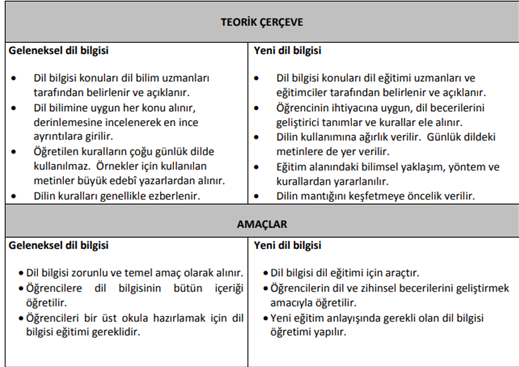 TEORİK ÇERÇEVE
Geleneksel dil bilgisi
• Dil bilgisi konuları dil bilim uzmanları
tarafından belirlenir ve açıklanır.
• Dil bilimine uygun her konu alınır,
derinlemesine incelenerek en ince
ayrıntılara girilir.
• Öğretilen kuralların çoğu günlük dilde
kullanılmaz. Örnekler için kullanılan
metinler büyük edebî yazarlardan alınır.
• Dilin kuralları genellikle ezberlenir.
Yeni dil bilgisi
• Dil bilgisi konuları dil eğitimi uzmanları ve
eğitimciler tarafından belirlenir ve açıklanır.
• Öğrencinin ihtiyacına uygun, dil becerilerini
geliştirici tanımlar ve kurallar ele alınır.
• Dilin kullanımına ağırlık verilir. Günlük dildeki
metinlere de yer verilir.
• Eğitim alanındaki bilimsel yaklaşım, yöntem ve
kurallardan yararlanılır.
• Dilin mantığını keşfetmeye öncelik verilir.
AMAÇLAR
Geleneksel dil bilgisi
• Dil bilgisi zorunlu ve temel amaç olarak alınır.
• Öğrencilere dil bilgisinin bütün içeriği
öğretilir.
• Öğrencileri bir üst okula hazırlamak için dil
bilgisi eğitimi gereklidir.
Yeni dil bilgisi
• Dil bilgisi dil eğitimi için araçtır.
• Öğrencilerin dil ve zihinsel becerilerini geliştirmek
amacıyla öğretilir.
• Yeni eğitim anlayışında gerekli olan dil bilgisi
öğretimi yapılır.